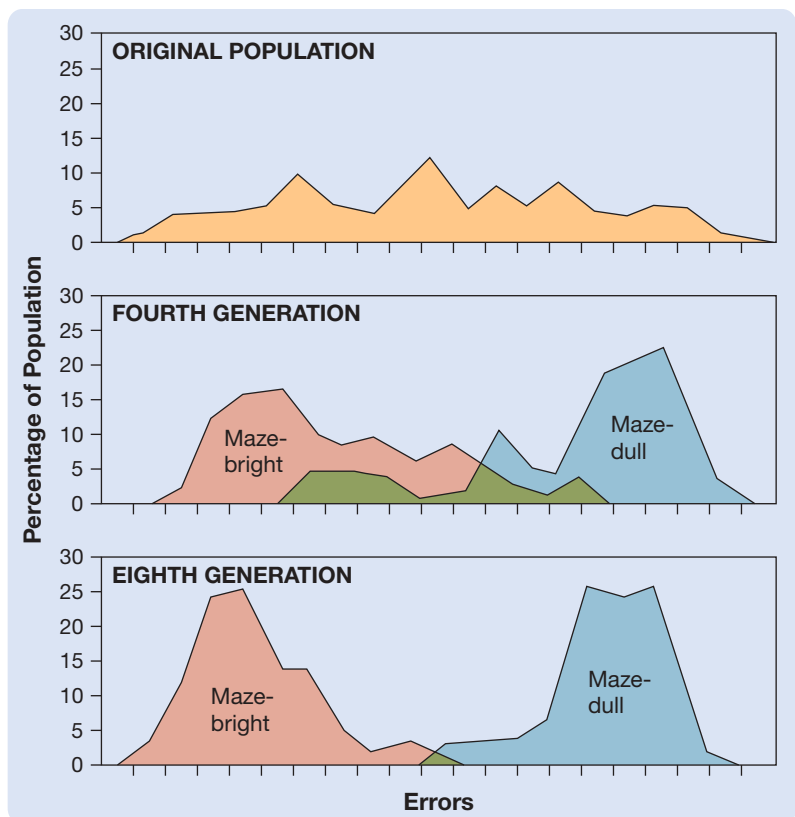 30
ORIGINAL POPULATION
25
20
15
10
5
0
30
FOURTH GENERATION
25
20
15
10
5
0
Maze-
bright
Maze-
dull
30
EIGHTH GENERATION
25
20
15
10
5
0
Maze-
bright
Maze-
dull
Percentage of Population
Errors